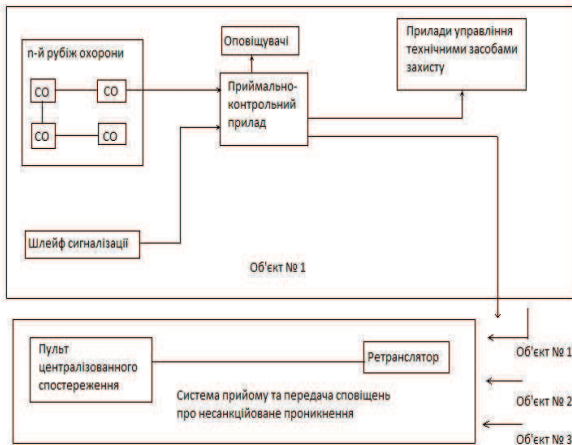 n-й рубіж охорони
СО
СО
СО
СО
Оповіщувачі
Приймально-
контрольний
прилад
Прилади управління
технічними засобами
захисту
Шлейф сигналізації
Об'єкт № 1
Пульт
централізованого
спостереження
Ретранслятор
Система прийому та передача сповіщень
про несанкційоване проникнення
Об'єкт № 1
Об'єкт № 2
Об'єкт № 3